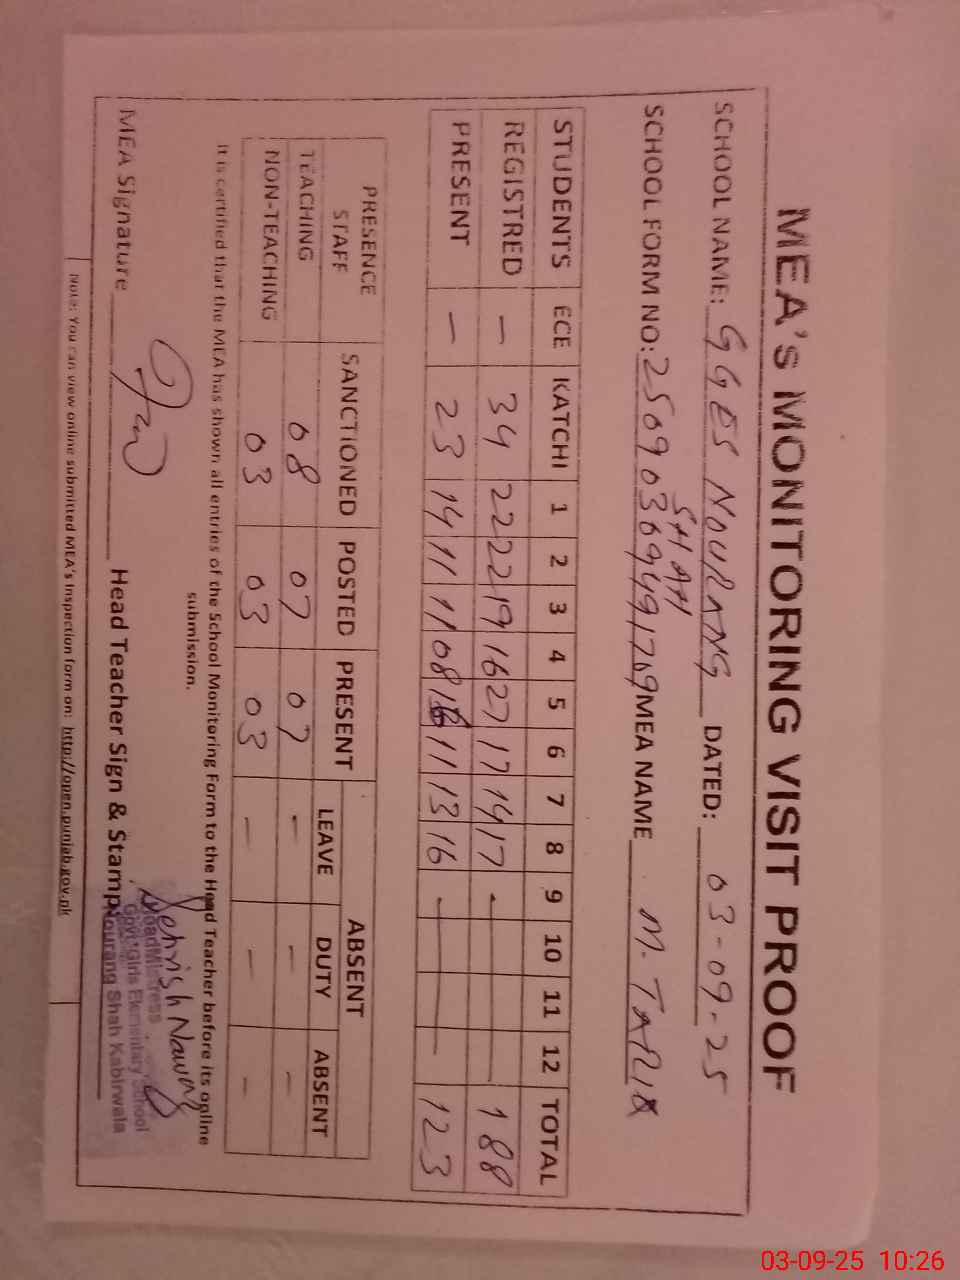 MEA's MONITORING VISIT PROOF
SCHOOL NAME: GGES NOURANG SHAH DATED: 03-09-25
SCHOOL FORM NO: MEA NAME M. TARIQ
STUDENTS ECE KATCHI 1 2 3 4 5 6 7 8 9 10 11 12 TOTAL
REGISTRED — 34 22 22 19 16 27 17 14 17 — 188
PRESENT — 23 14 11 11 08 16 11 13 16 — 123
PRESENCE STAFF SANCTIONED POSTED PRESENT ABSENT
LEAVE DUTY ABSENT
TEACHING 08 07 07 – – –
NON-TEACHING 03 03 03 – – –
It is certified that the MEA has shown all entries of the School Monitoring Form to the Head Teacher before its online
submission.
MEA Signature Head Teacher Sign & Stamp:
HeadMistress
Govt: Girls Elementary School
Nourang Shah Kabirwala
Note: You can view online submitted MEA's Inspection form on: http://open.punjab.gov.pk
03-09-25 10:26